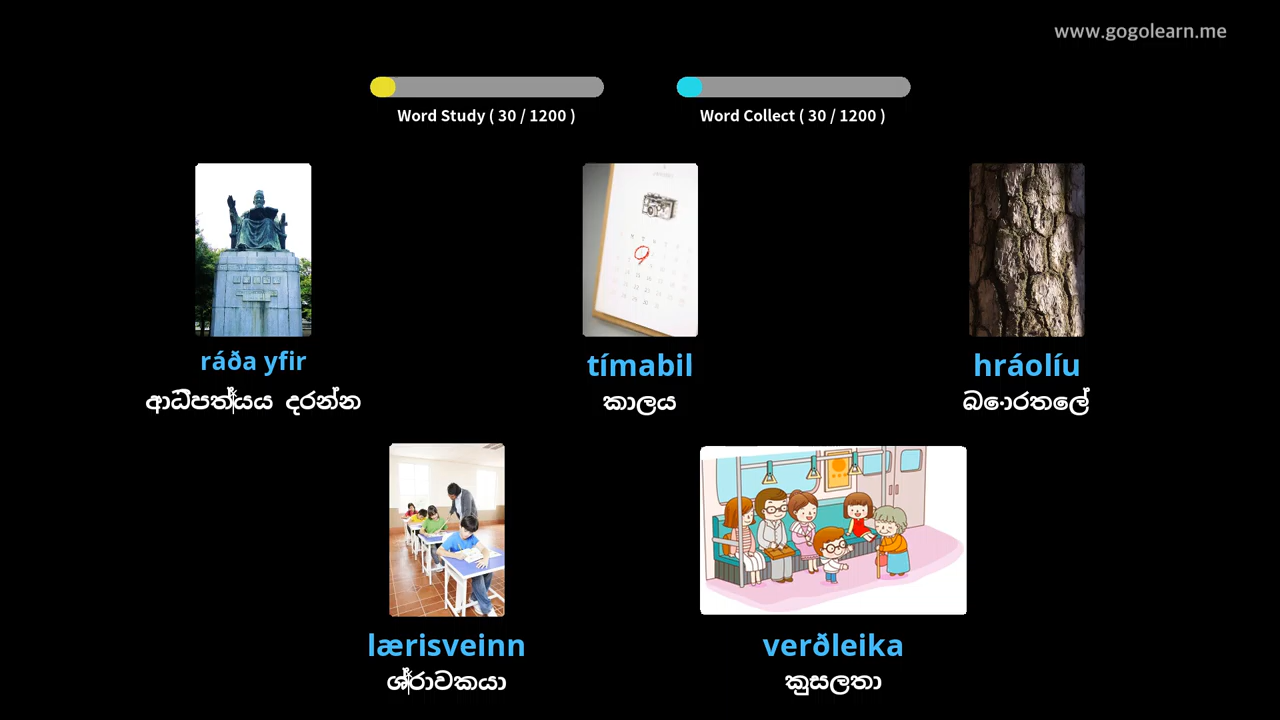 www.gogolearn.me
Word Study ( 30 / 1200 )
Word Collect ( 30 / 1200 )
ráða yfir
tímabil
hráolíu
ආධිපත්‍යය දරන්න
කාලය
බොරතෙල්
lærisveinn
verðleika
ශ්‍රාවකයා
කුසලතා